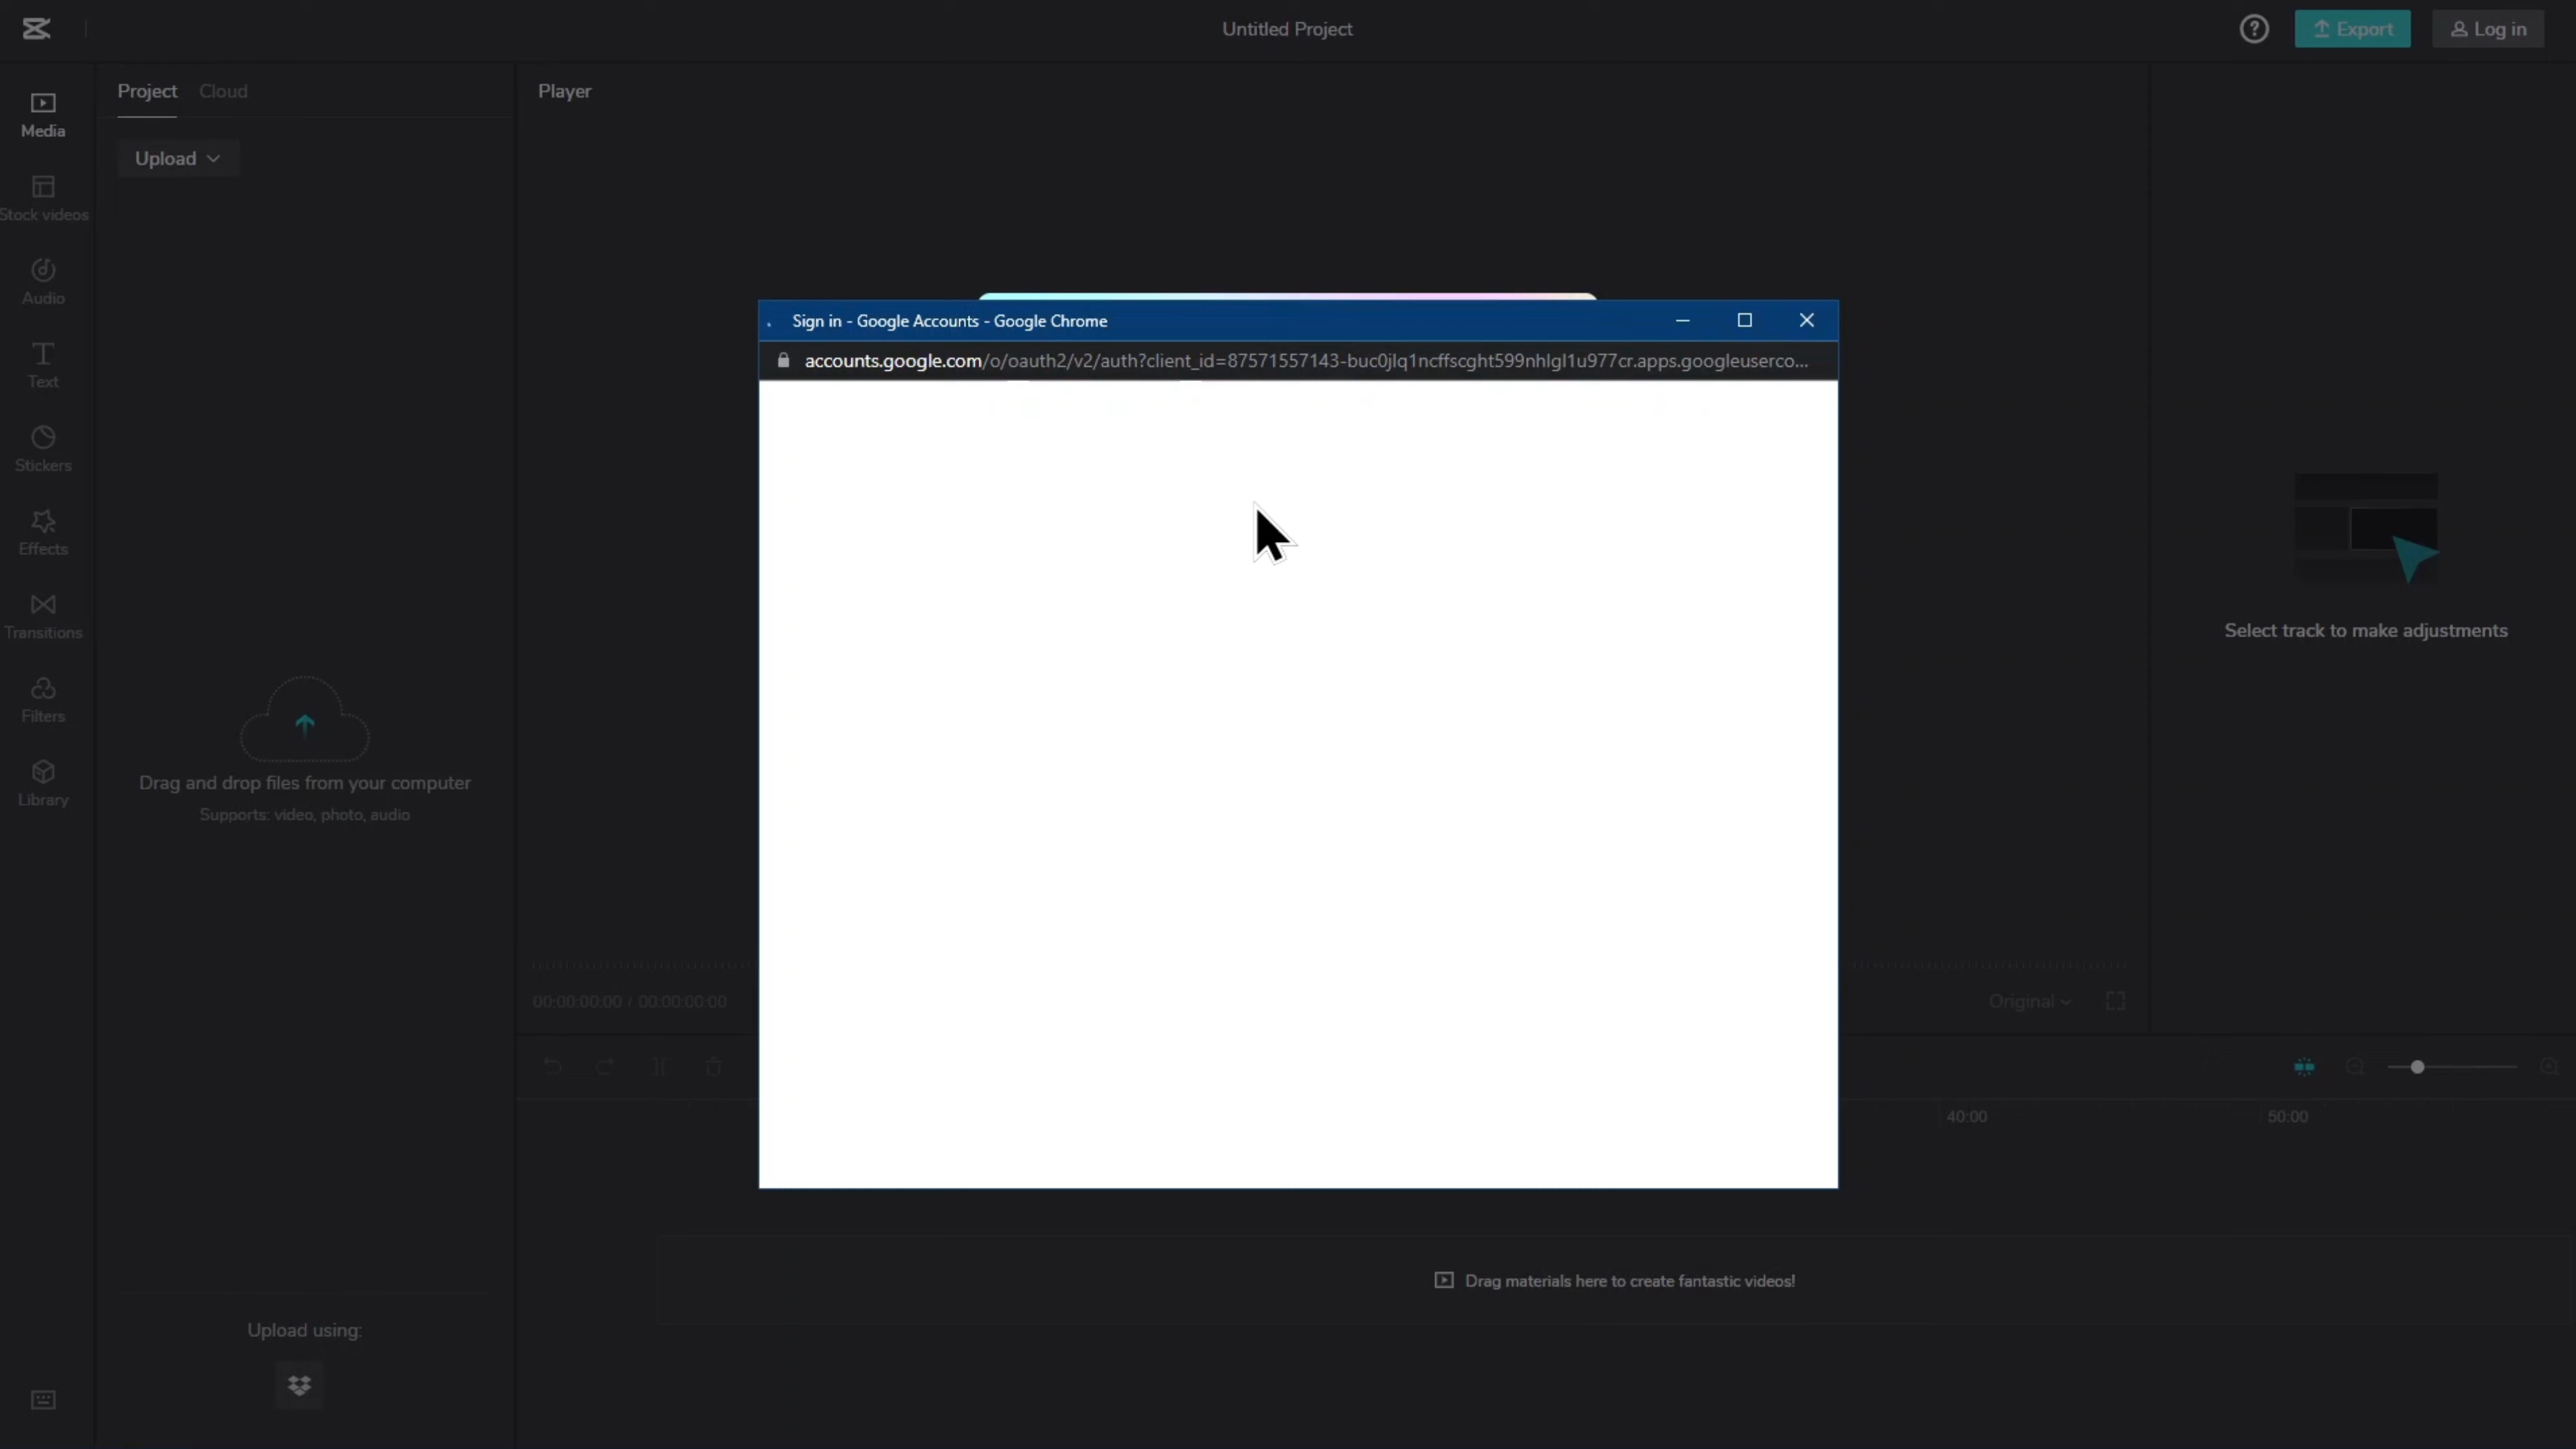 Untitled Project
Export
Log in
Project
Cloud
Player
Media
Upload
Stock videos
Audio
Text
Stickers
Effects
Transitions
Filters
Library
Drag and drop files from your computer
Supports: video, photo, audio
Upload using:
Sign in - Google Accounts - Google Chrome
accounts.google.com/o/oauth2/v2/auth?client_id=87571557143-buc0jlq1ncffscght599nhlgl1u977cr.apps.googleuserco...
Select track to make adjustments
00:00:00:00 / 00:00:00:00
Original
40:00
50:00
Drag materials here to create fantastic videos!